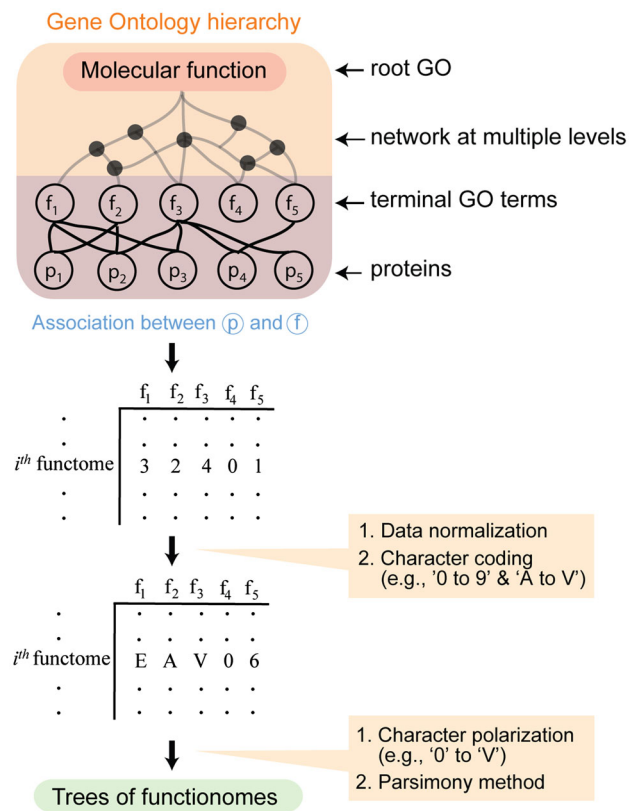 Gene Ontology hierarchy
Molecular function
root GO
network at multiple levels
f1 f2 f3 f4 f5
terminal GO terms
p1 p2 p3 p4 p5
proteins
Association between p and f
f1 f2 f3 f4 f5
ith functome 3 2 4 0 1
1. Data normalization
2. Character coding
(e.g., '0 to 9' & 'A to V')
f1 f2 f3 f4 f5
ith functome E A V 0 6
1. Character polarization
(e.g., '0' to 'V')
2. Parsimony method
Trees of functionomes